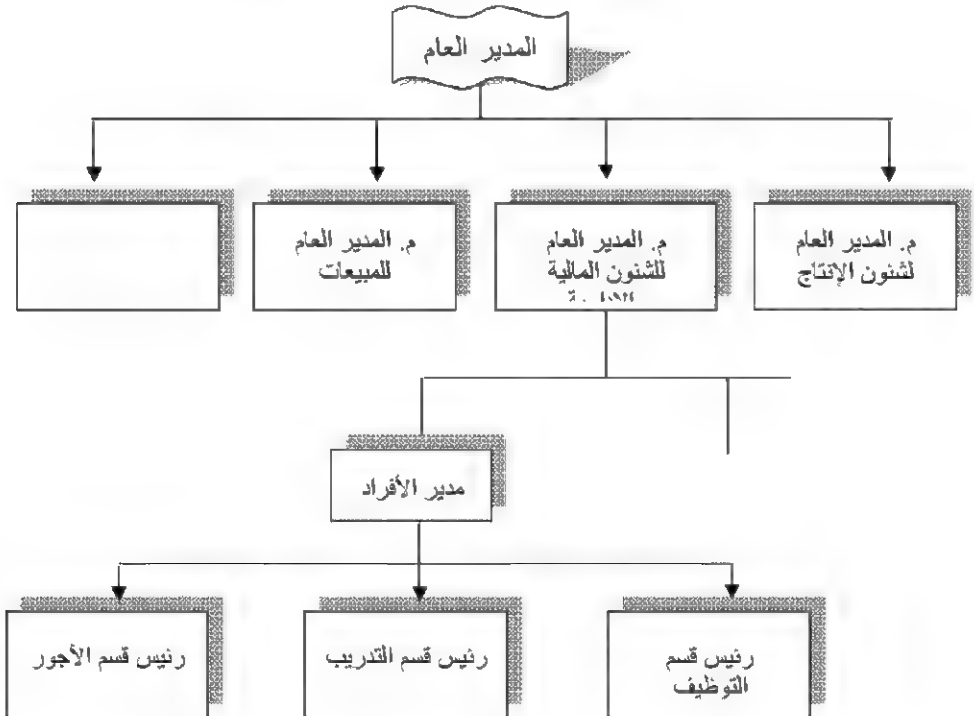 المدير العام
م. المدير العام
لشئون الإنتاج
م. المدير العام
للشئون المالية
م. المدير العام
للمبيعات
مدير الأفراد
رئيس قسم
التوظيف
رئيس قسم التدريب
رئيس قسم الأجور